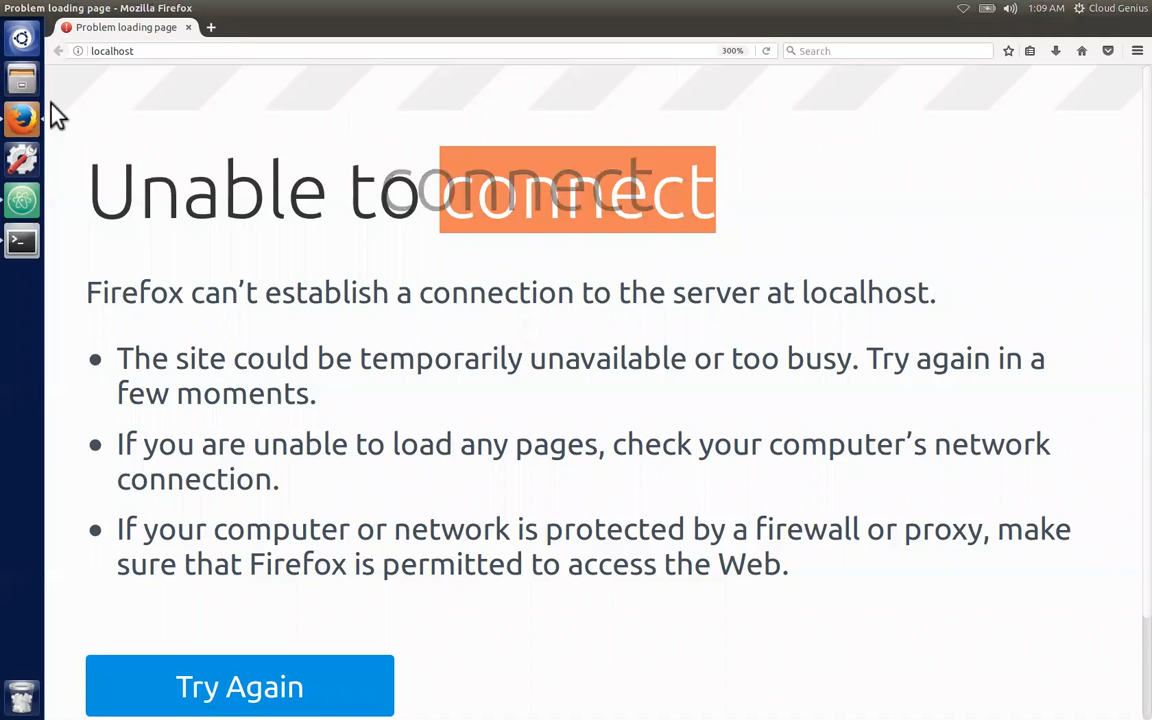 Problem loading page - Mozilla Firefox
1:09 AM
Cloud Genius
Problem loading page
localhost
300%
Search
Unable to connect
connect
Firefox can't establish a connection to the server at localhost.
The site could be temporarily unavailable or too busy. Try again in a
few moments.
If you are unable to load any pages, check your computer's network
connection.
If your computer or network is protected by a firewall or proxy, make
sure that Firefox is permitted to access the Web.
Try Again